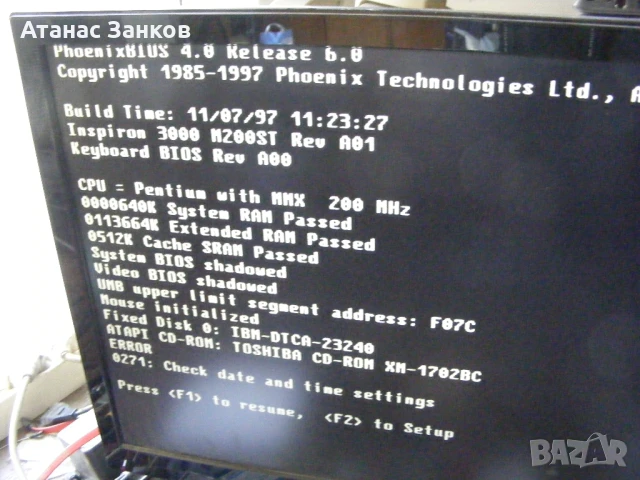 Атанас Занков
PhoenixBIOS 4.0 Release 6.0
Copyright 1985-1997 Phoenix Technologies Ltd., A
Build Time: 11/07/97 11:23:27
Inspiron 3000 M200ST Rev A01
Keyboard BIOS Rev A00
CPU = Pentium with MMX 200 MHz
0000640K System RAM Passed
0113664K Extended RAM Passed
0512K Cache SRAM Passed
System BIOS shadowed
Video BIOS shadowed
UMB upper limit segment address: F07C
Mouse initialized
Fixed Disk 0: IBM-DTCA-23240
ATAPI CD-ROM: TOSHIBA CD-ROM XM-1702BC
ERROR
0271: Check date and time settings
Press <F1> to resume, <F2> to Setup
BAZAR